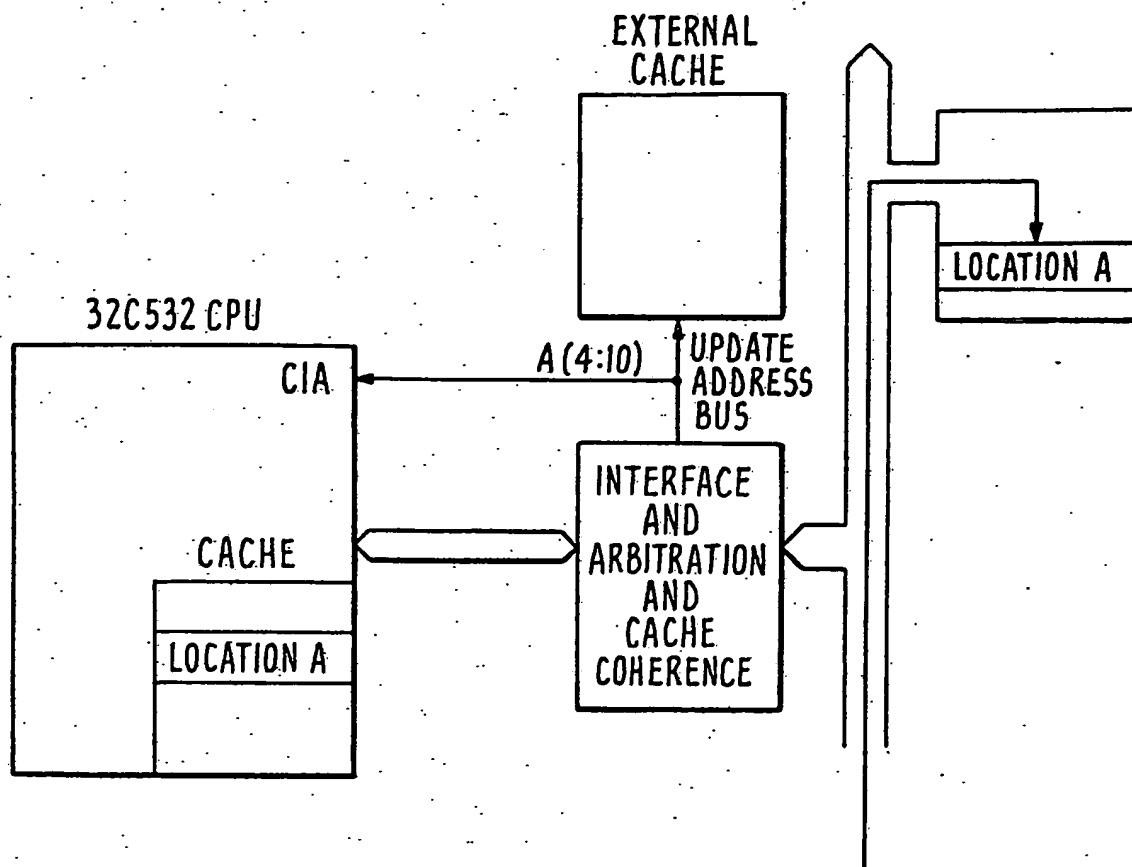 EXTERNAL
CACHE
LOCATION A
32C532 CPU
CIA
A(4:10)
UPDATE
ADDRESS
BUS
INTERFACE
AND
ARBITRATION
AND
CACHE
COHERENCE
CACHE
LOCATION A